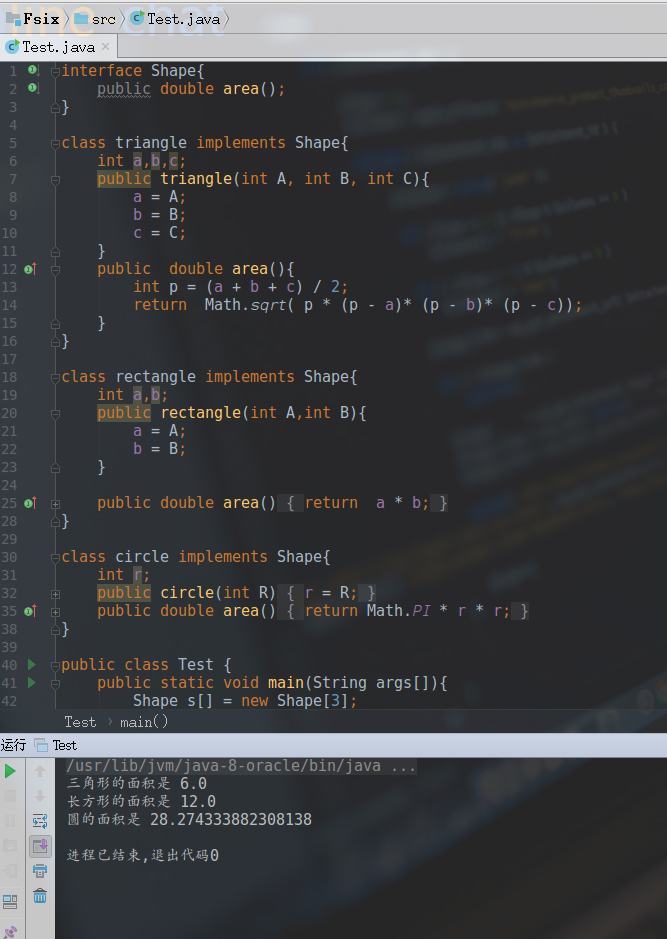 Fsix src Test.java
Test.java ×
1 interface Shape{
2 public double area();
3 }
4
5 class triangle implements Shape{
6 int a,b,c;
7 public triangle(int A, int B, int C){
8 a = A;
9 b = B;
10 c = C;
11 }
12 public  double area(){
13 int p = (a + b + c) / 2;
14 return  Math.sqrt( p * (p - a)* (p - b)* (p - c));
15 }
16 }
17
18 class rectangle implements Shape{
19 int a,b;
20 public rectangle(int A,int B){
21 a = A;
22 b = B;
23 }
24
25 public double area() { return  a * b; }
28 }
29
30 class circle implements Shape{
31 int r;
32 public circle(int R) { r = R; }
35 public double area() { return Math.PI * r * r; }
38 }
39
40 public class Test {
41 public static void main(String args[]){
42 Shape s[] = new Shape[3];
Test › main()
运行 Test
/usr/lib/jvm/java-8-oracle/bin/java ...
三角形的面积是 6.0
长方形的面积是 12.0
圆的面积是 28.274333882308138
进程已结束,退出代码0